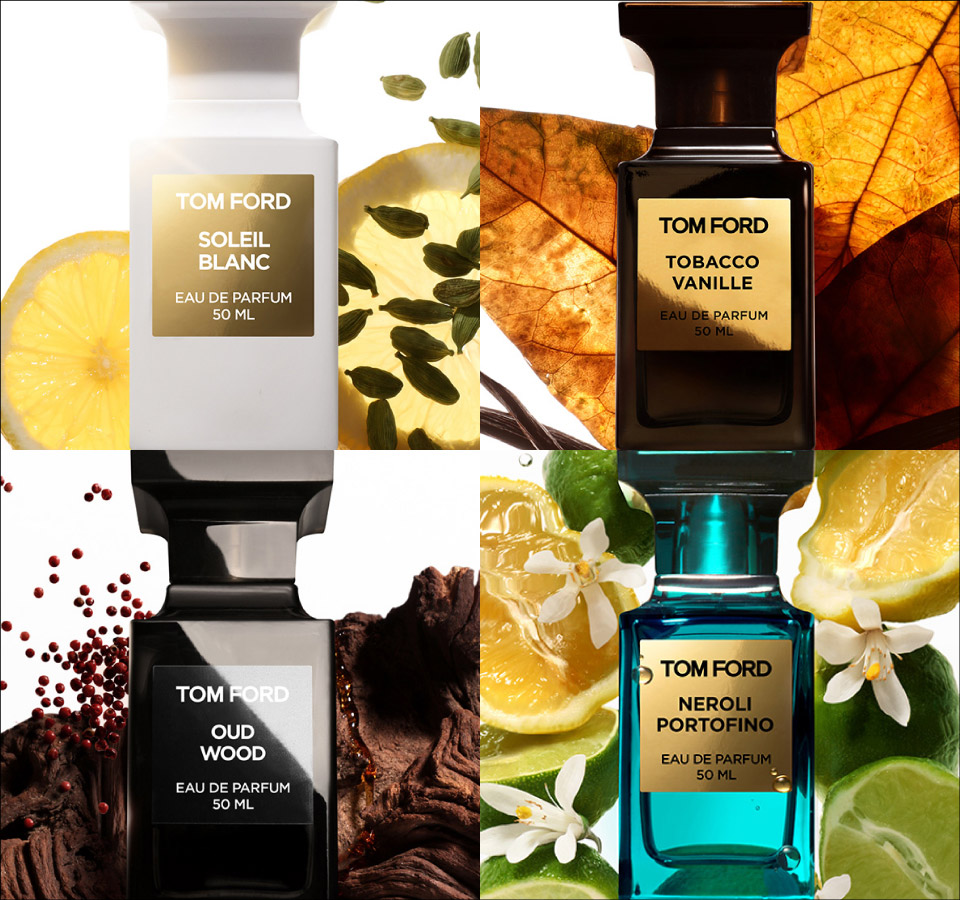 TOM FORD
SOLEIL
BLANC
EAU DE PARFUM
50 ML
TOM FORD
TOBACCO
VANILLE
EAU DE PARFUM
50 ML
TOM FORD
OUD
WOOD
EAU DE PARFUM
50 ML
TOM FORD
NEROLI
PORTOFINO
EAU DE PARFUM
50 ML